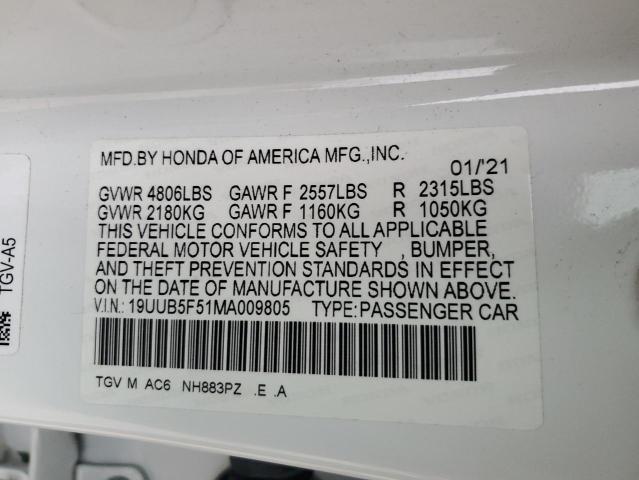 MFD.BY HONDA OF AMERICA MFG.,INC.
01/'21
GVWR 4806LBS GAWR F 2557LBS R 2315LBS
GVWR 2180KG GAWR F 1160KG R 1050KG
THIS VEHICLE CONFORMS TO ALL APPLICABLE
FEDERAL MOTOR VEHICLE SAFETY , BUMPER,
AND THEFT PREVENTION STANDARDS IN EFFECT
ON THE DATE OF MANUFACTURE SHOWN ABOVE.
V.I.N.: 19UUB5F51MA009805 TYPE:PASSENGER CAR
TGV M AC6 NH883PZ .E .A
TGV-A5